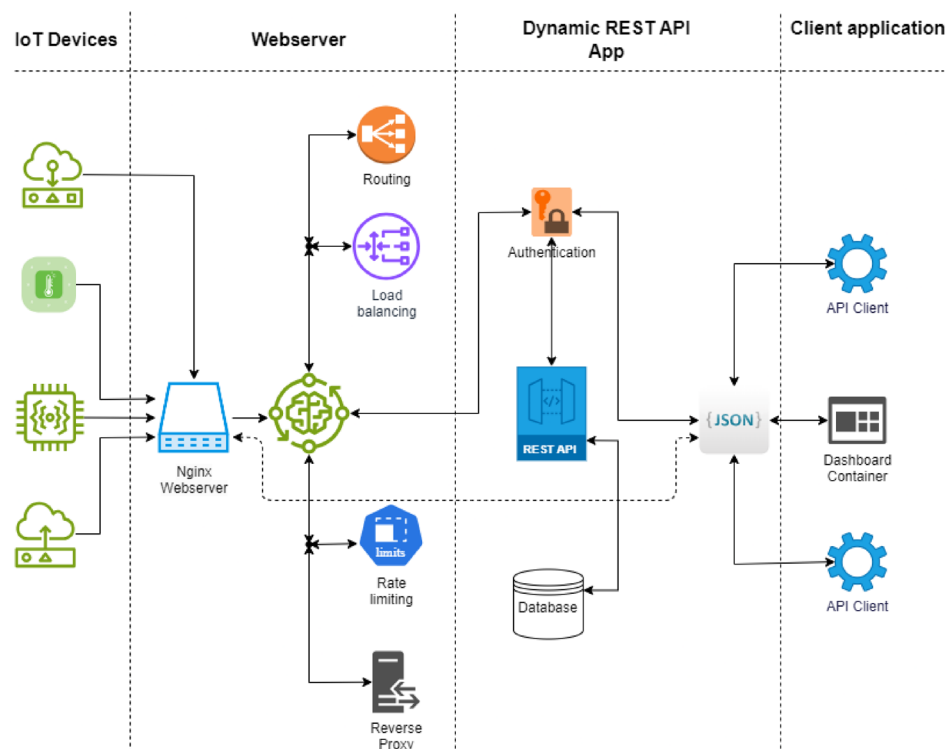 IoT Devices
Webserver
Dynamic REST API
App
Client application
Routing
Load
balancing
Nginx
Webserver
limits
Rate
limiting
Reverse
Proxy
Authentication
</>
REST API
Database
{JSON}
API Client
Dashboard
Container
API Client